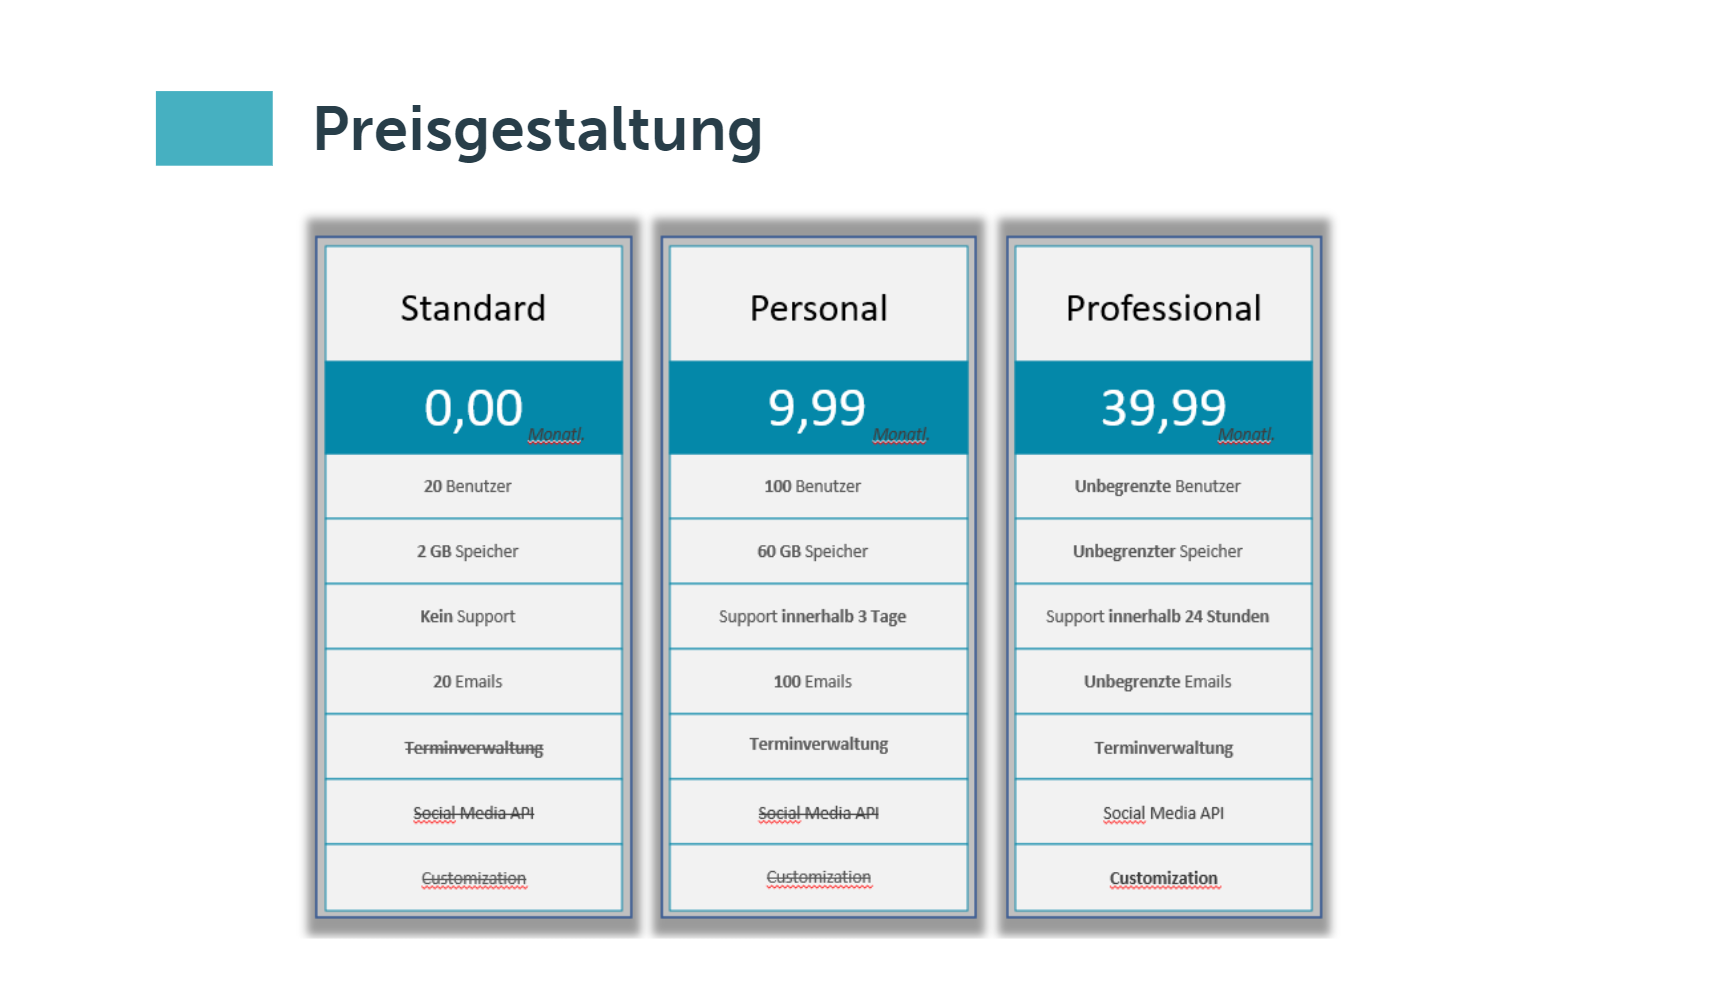 Preisgestaltung
Standard
0,00 Monatl.
20 Benutzer
2 GB Speicher
Kein Support
20 Emails
Terminverwaltung
Social Media API
Customization
Personal
9,99 Monatl.
100 Benutzer
60 GB Speicher
Support innerhalb 3 Tage
100 Emails
Terminverwaltung
Social Media API
Customization
Professional
39,99 Monatl.
Unbegrenzte Benutzer
Unbegrenzter Speicher
Support innerhalb 24 Stunden
Unbegrenzte Emails
Terminverwaltung
Social Media API
Customization